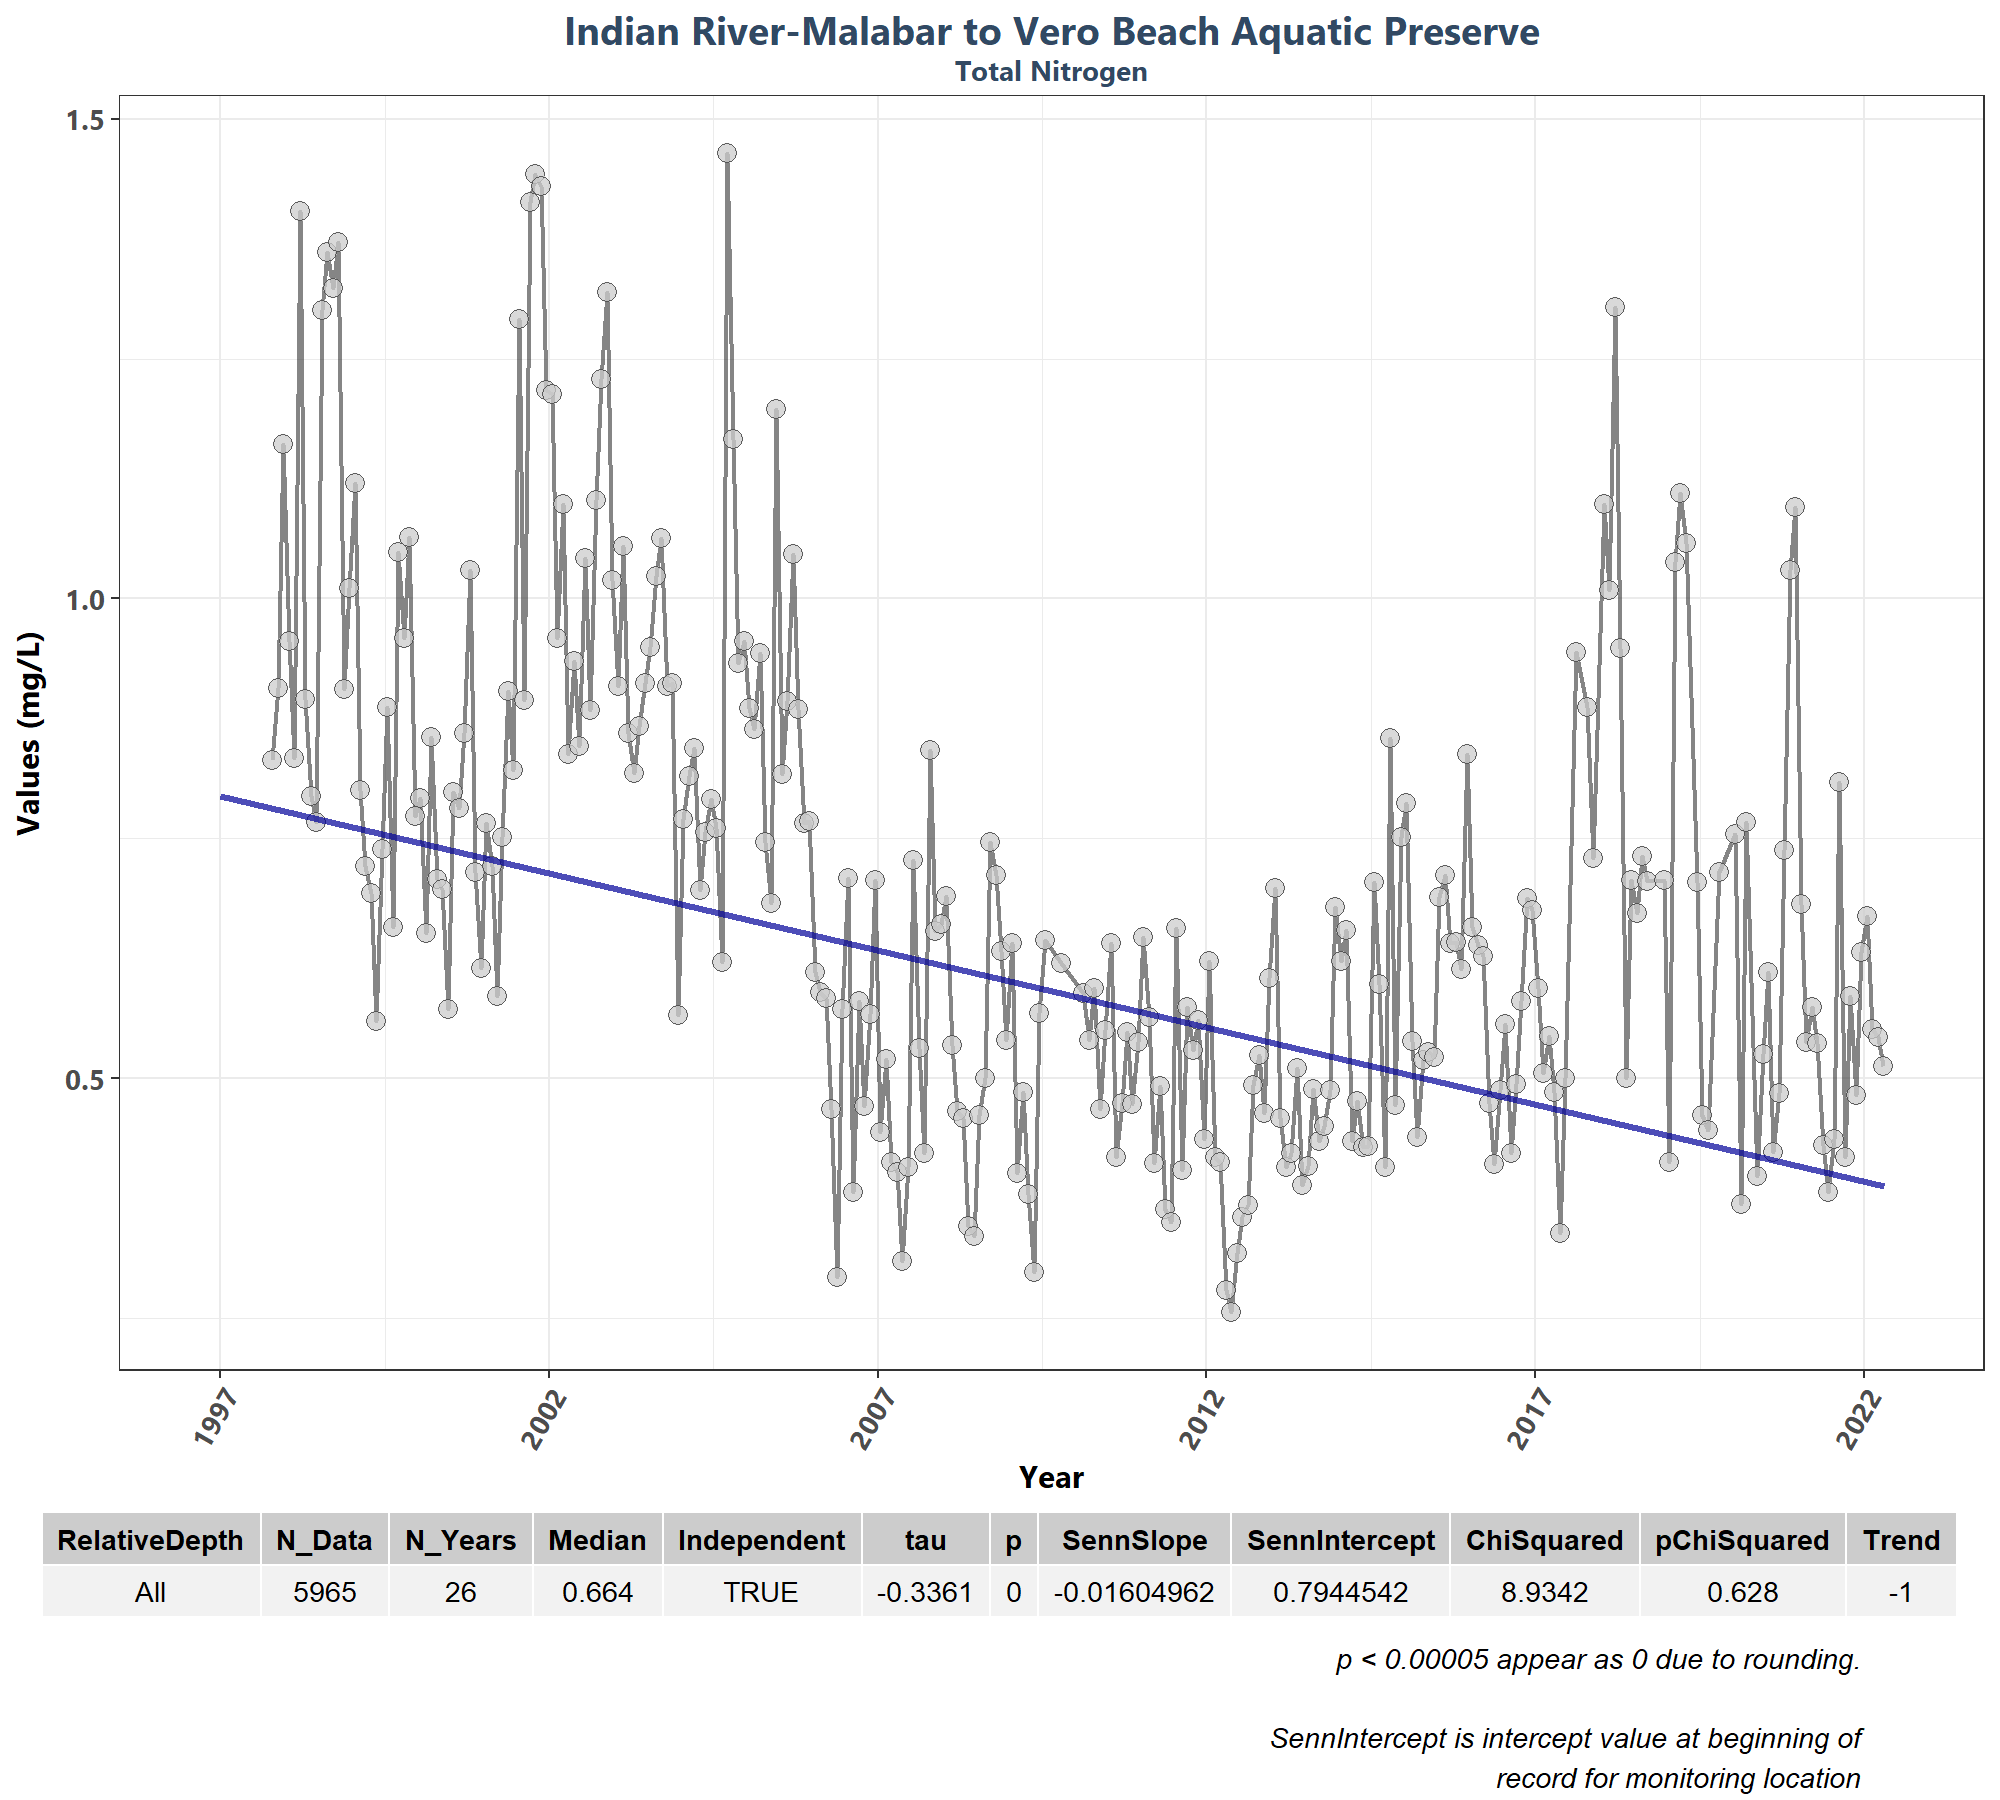 Indian River-Malabar to Vero Beach Aquatic Preserve
Total Nitrogen
1.5
1.0
0.5
Values (mg/L)
1997
2002
2007
2012
2017
2022
Year
RelativeDepth N_Data N_Years Median Independent tau p SennSlope SennIntercept ChiSquared pChiSquared Trend
All 5965 26 0.664 TRUE -0.3361 0 -0.01604962 0.7944542 8.9342 0.628 -1
p < 0.00005 appear as 0 due to rounding.
SennIntercept is intercept value at beginning of
record for monitoring location